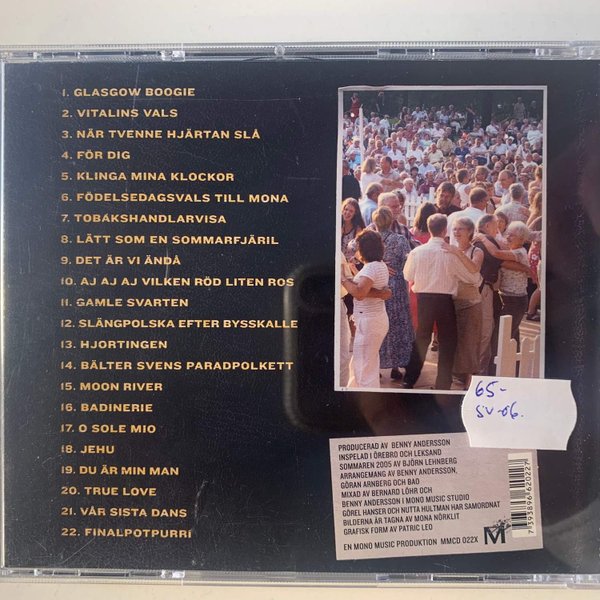 1. GLASGOW BOOGIE
2. VITALINS VALS
3. NÄR TVENNE HJÄRTAN SLÅ
4. FÖR DIG
5. KLINGA MINA KLOCKOR
6. FÖDELSEDAGSVALS TILL MONA
7. TOBAKSHANDLARVISA
8. LÄTT SOM EN SOMMARFJÄRIL
9. DET ÄR VI ÄNDÅ
10. AJ AJ AJ VILKEN RÖD LITEN ROS
11. GAMLE SVARTEN
12. SLÄNGPOLSKA EFTER BYSSKALLE
13. HJORTINGEN
14. BÄLTER SVENS PARADPOLKETT
15. MOON RIVER
16. BADINERIE
17. O SOLE MIO
18. JEHU
19. DU ÄR MIN MAN
20. TRUE LOVE
21. VÅR SISTA DANS
22. FINALPOTPURRI
65-
SV-06.
PRODUCERAD AV BENNY ANDERSSON
INSPELAD I ÖREBRO OCH LEKSAND
SOMMAREN 2005 AV BJÖRN LEHNBERG
ARRANGEMANG AV BENNY ANDERSSON,
GÖRAN ARNBERG OCH BAO
MIXAD AV BERNARD LÖHR OCH
BENNY ANDERSSON I MONO MUSIC STUDIO
GÖREL HANSER OCH NUTTA HULTMAN HAR SAMORDNAT
BILDERNA ÄR TAGNA AV MONA NÖRKLIT
GRAFISK FORM AV PATRIC LEO
EN MONO MUSIC PRODUKTION MMCD 022X
M
7393896620227